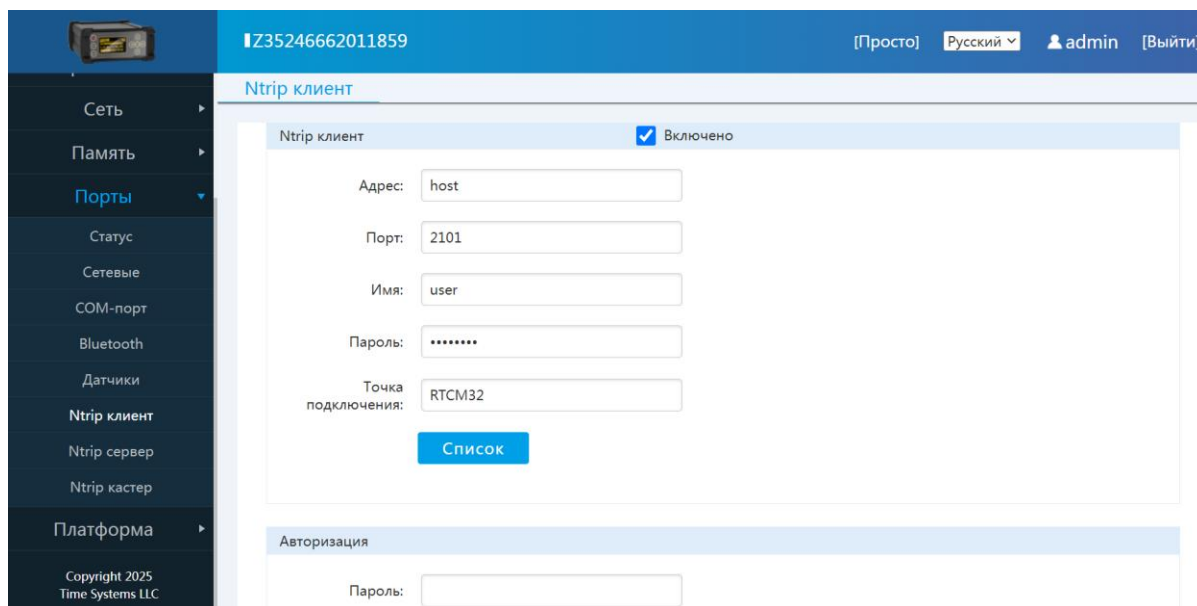 Z35246662011859
[Просто] Русский admin [Выйти]
Ntrip клиент
Сеть
Память
Порты
Статус
Сетевые
COM-порт
Bluetooth
Датчики
Ntrip клиент
Ntrip сервер
Ntrip кастер
Платформа
Copyright 2025
Time Systems LLC
Ntrip клиент Включено
Адрес: host
Порт: 2101
Имя: user
Пароль: ••••••••
Точка
подключения: RTCM32
Список
Авторизация
Пароль: